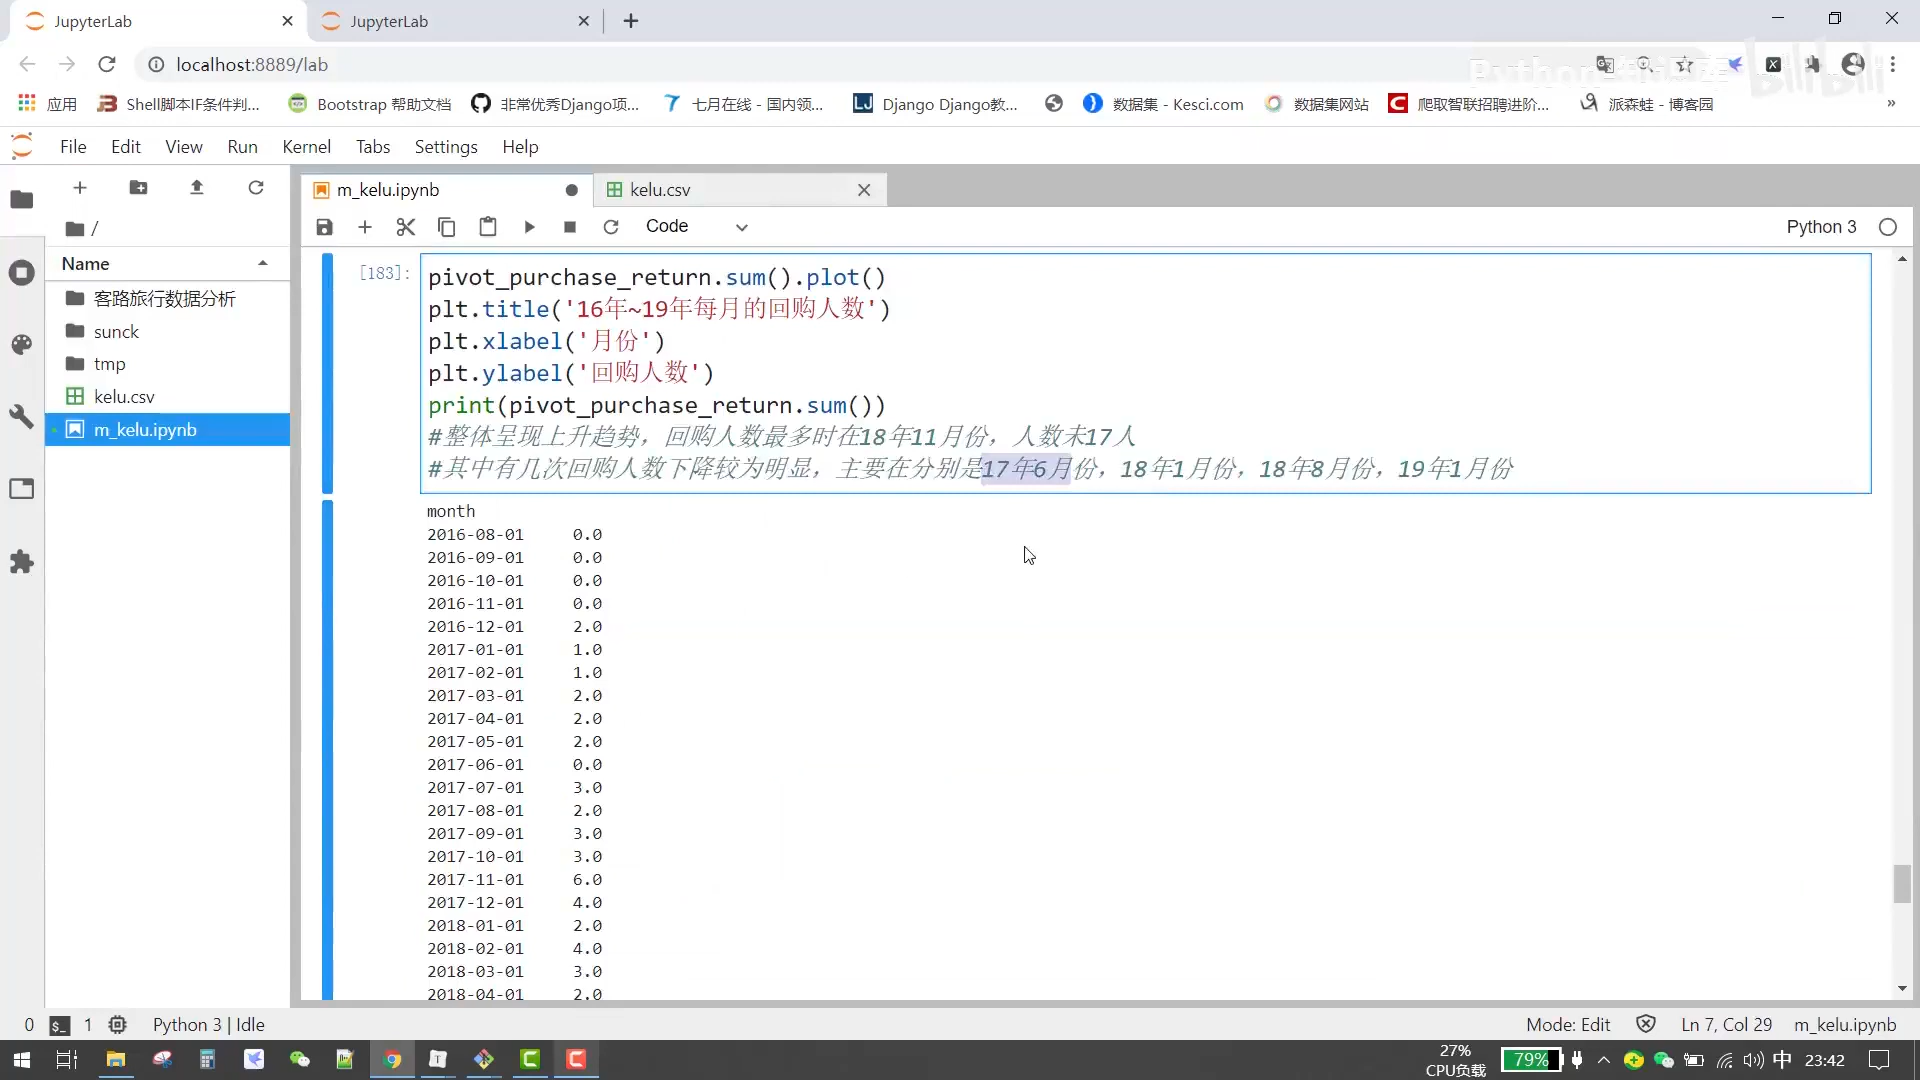 JupyterLab
JupyterLab
localhost:8889/lab
应用
Shell脚本IF条件判...
Bootstrap 帮助文档
非常优秀Django项...
七月在线 - 国内领...
Django Django教...
数据集 - Kesci.com
数据集网站
爬取智联招聘进阶...
派森蛙 - 博客园
»
bilibili
File Edit View Run Kernel Tabs Settings Help
m_kelu.ipynb
kelu.csv
/
Code
Python 3
Name
客路旅行数据分析
sunck
tmp
kelu.csv
m_kelu.ipynb
[183]:
pivot_purchase_return.sum().plot()
plt.title('16年~19年每月的回购人数')
plt.xlabel('月份')
plt.ylabel('回购人数')
print(pivot_purchase_return.sum())
#整体呈现上升趋势，回购人数最多时在18年11月份，人数未17人
#其中有几次回购人数下降较为明显，主要在分别是17年6月份，18年1月份，18年8月份，19年1月份
month
2016-08-01 0.0
2016-09-01 0.0
2016-10-01 0.0
2016-11-01 0.0
2016-12-01 2.0
2017-01-01 1.0
2017-02-01 1.0
2017-03-01 2.0
2017-04-01 2.0
2017-05-01 2.0
2017-06-01 0.0
2017-07-01 3.0
2017-08-01 2.0
2017-09-01 3.0
2017-10-01 3.0
2017-11-01 6.0
2017-12-01 4.0
2018-01-01 2.0
2018-02-01 4.0
2018-03-01 3.0
2018-04-01 2.0
0
1
Python 3 | Idle
Mode: Edit
Ln 7, Col 29
m_kelu.ipynb
27%
CPU负载
79%
中
23:42